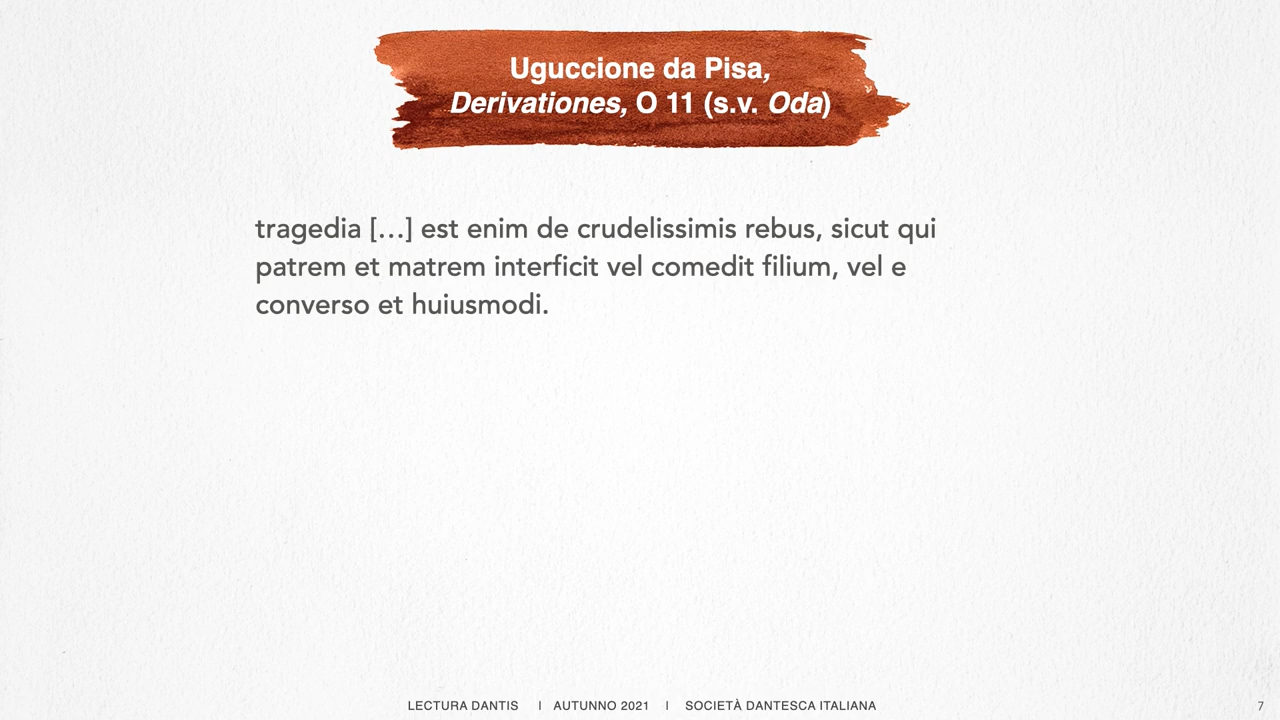 Uguccione da Pisa,
Derivationes, O 11 (s.v. Oda)
tragedia […] est enim de crudelissimis rebus, sicut qui
patrem et matrem interficit vel comedit filium, vel e
converso et huiusmodi.
LECTURA DANTIS | AUTUNNO 2021 | SOCIETÀ DANTESCA ITALIANA
7